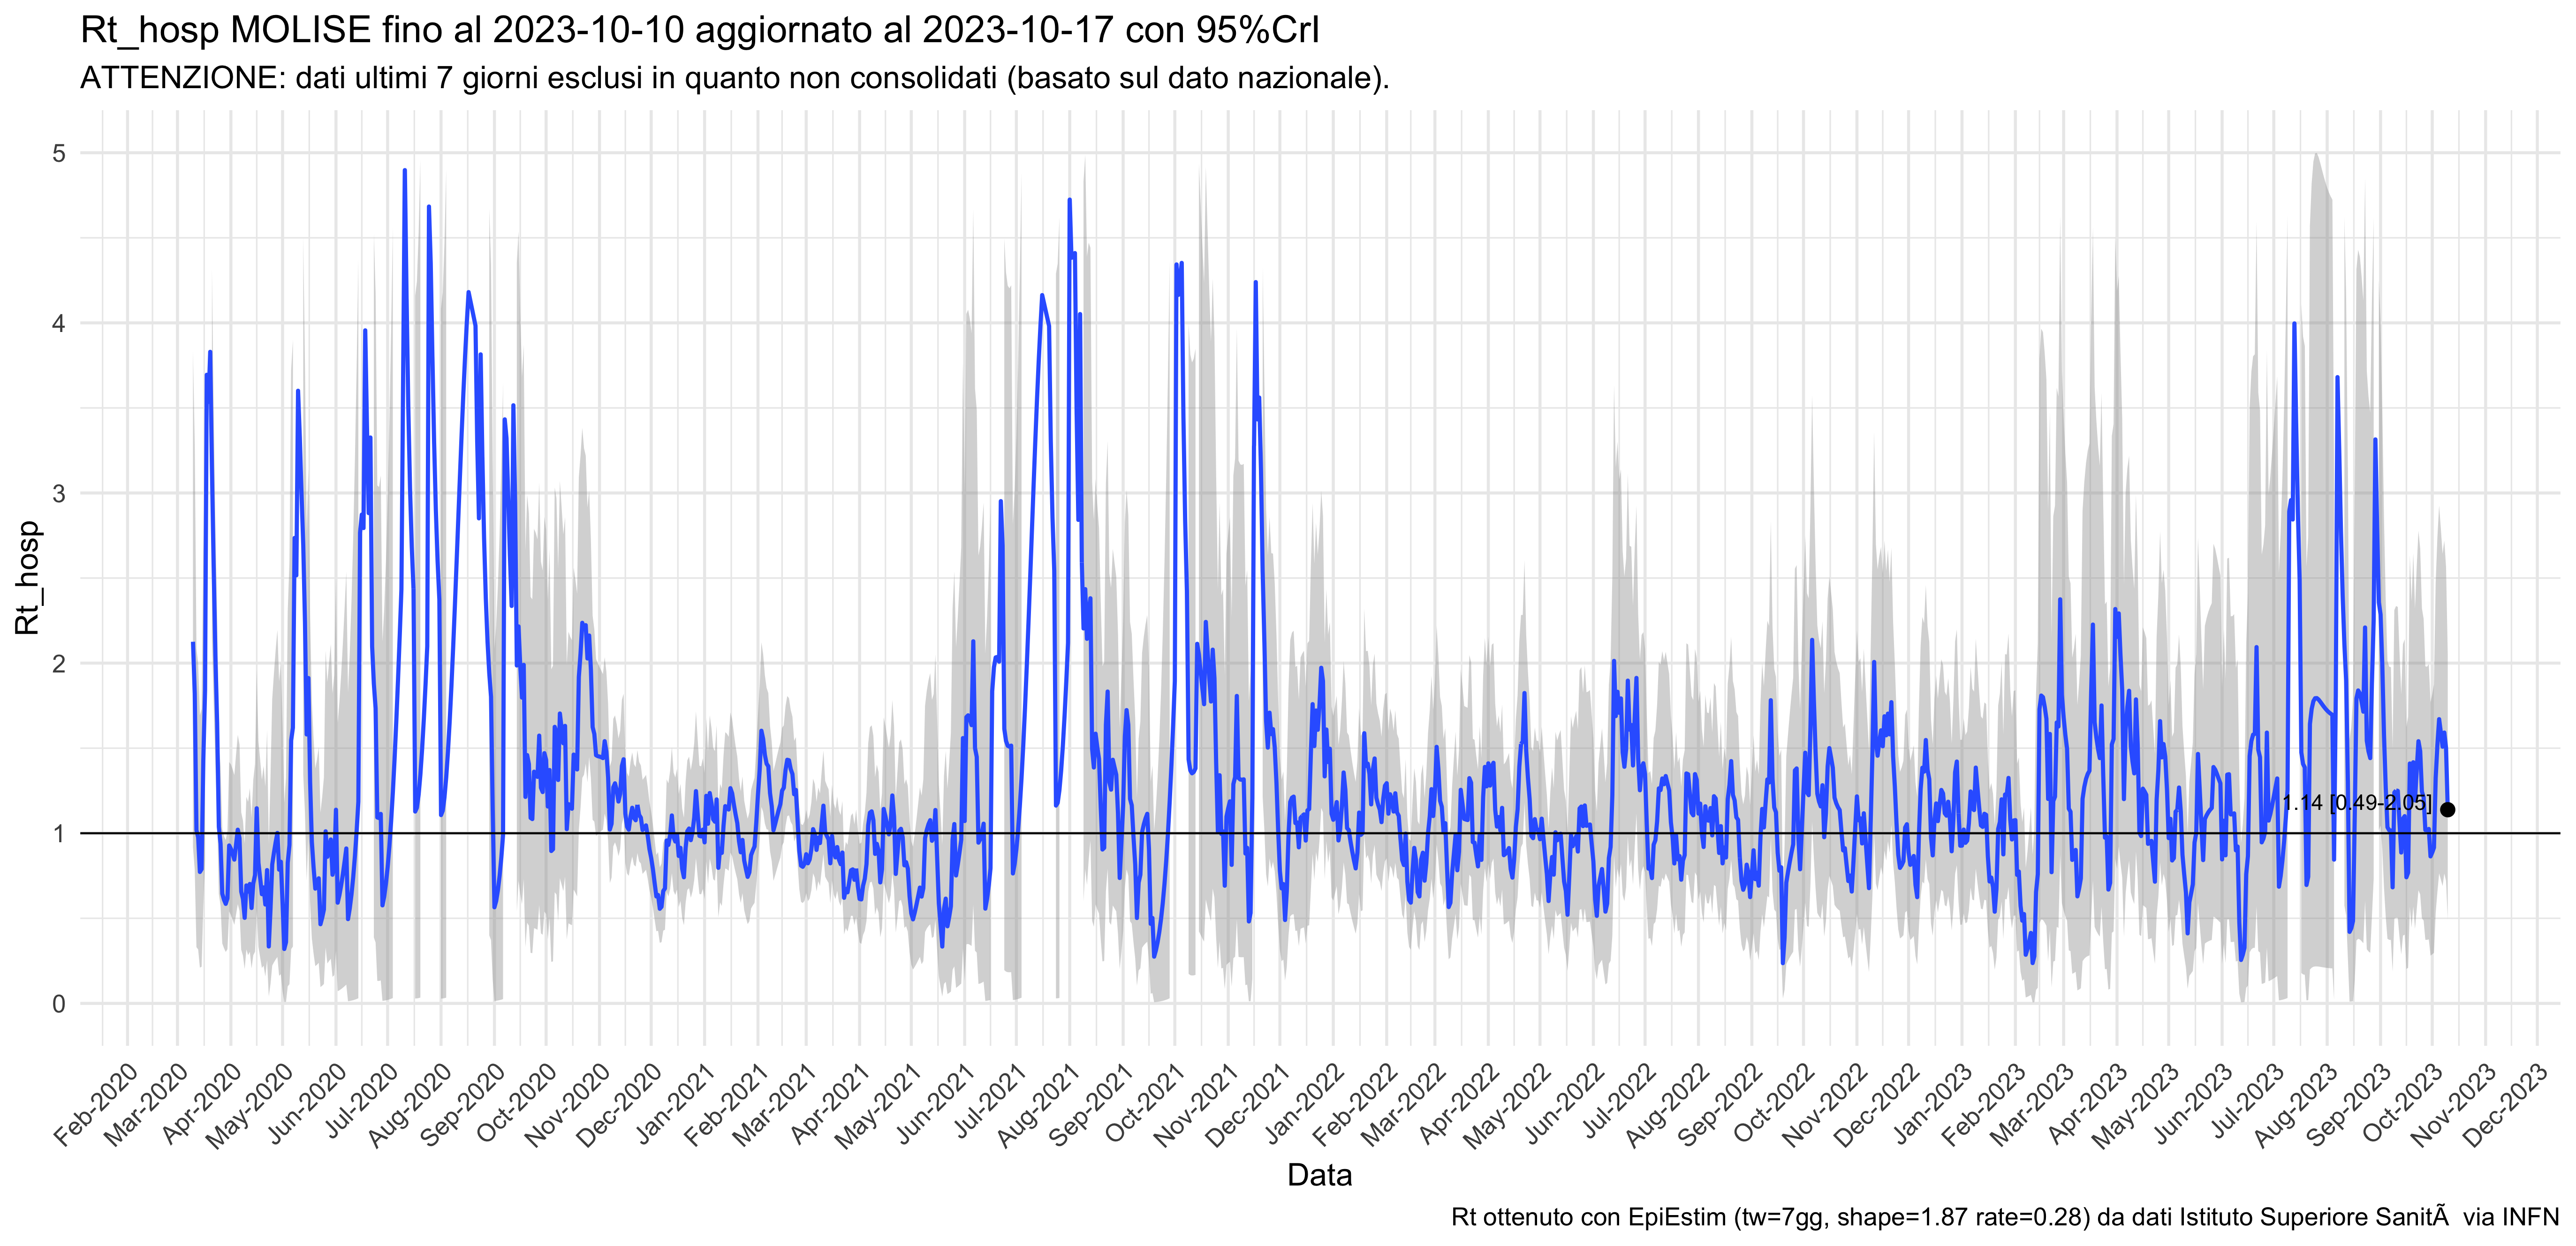 Rt_hosp MOLISE fino al 2023-10-10 aggiornato al 2023-10-17 con 95%CrI
ATTENZIONE: dati ultimi 7 giorni esclusi in quanto non consolidati (basato sul dato nazionale).
5
4
3
2
1
0
Rt_hosp
1.14 [0.49-2.05]
Feb-2020
Mar-2020
Apr-2020
May-2020
Jun-2020
Jul-2020
Aug-2020
Sep-2020
Oct-2020
Nov-2020
Dec-2020
Jan-2021
Feb-2021
Mar-2021
Apr-2021
May-2021
Jun-2021
Jul-2021
Aug-2021
Sep-2021
Oct-2021
Nov-2021
Dec-2021
Jan-2022
Feb-2022
Mar-2022
Apr-2022
May-2022
Jun-2022
Jul-2022
Aug-2022
Sep-2022
Oct-2022
Nov-2022
Dec-2022
Jan-2023
Feb-2023
Mar-2023
Apr-2023
May-2023
Jun-2023
Jul-2023
Aug-2023
Sep-2023
Oct-2023
Nov-2023
Dec-2023
Data
Rt ottenuto con EpiEstim (tw=7gg, shape=1.87 rate=0.28) da dati Istituto Superiore SanitÃ  via INFN